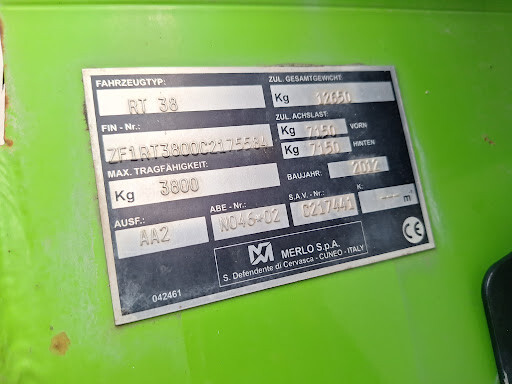 FAHRZEUGTYP:
RT 38
ZUL. GESAMTGEWICHT:
Kg 12650
FIN - Nr.:
ZF1RT3800C2175584
ZUL. ACHSLAST:
Kg 7150 VORN
Kg 7150 HINTEN
MAX. TRAGFÄHIGKEIT:
Kg 3800
BAUJAHR: 2012
AUSF.: AA2
ABE - Nr.: N046*02
S.A.V. - Nr.: C217441
K: --- m³
MERLO S.p.A.
S. Defendente di Cervasca - CUNEO - ITALY
CE
042461